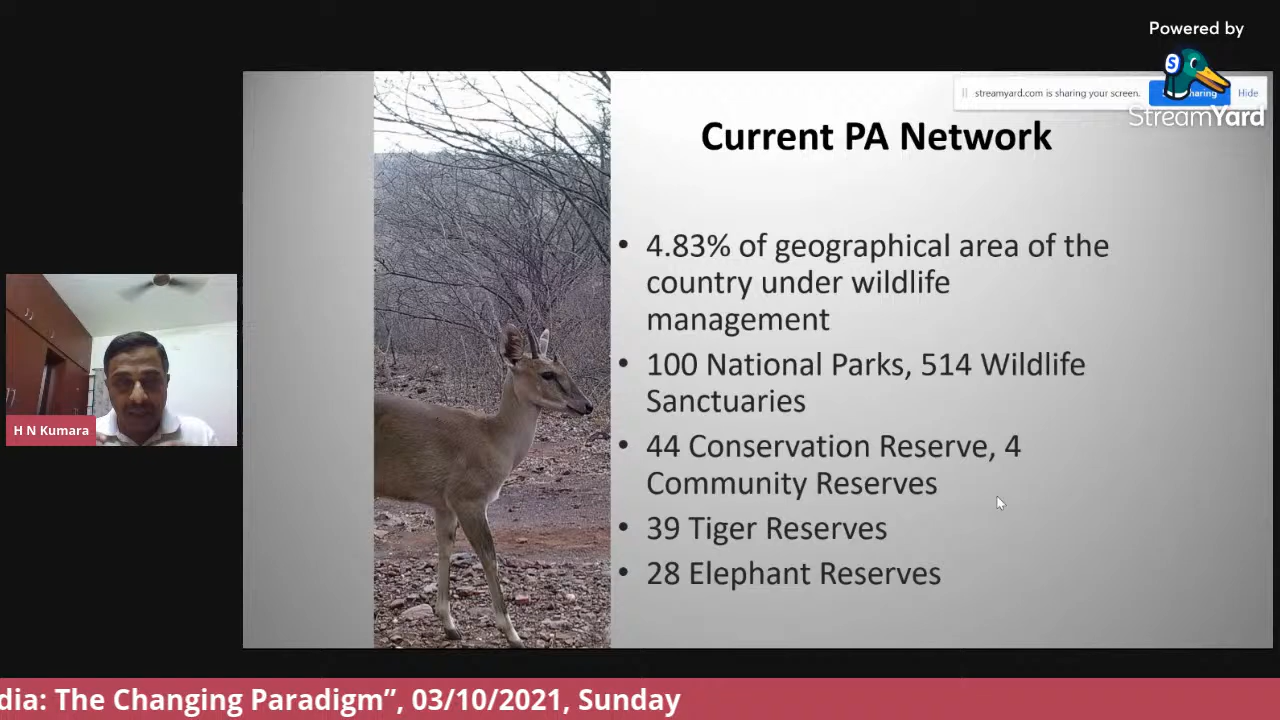 Powered by
S
streamyard.com is sharing your screen.
haring
Hide
StreamYard
Current PA Network
• 4.83% of geographical area of the
country under wildlife
management
• 100 National Parks, 514 Wildlife
Sanctuaries
• 44 Conservation Reserve, 4
Community Reserves
• 39 Tiger Reserves
• 28 Elephant Reserves
H N Kumara
dia: The Changing Paradigm”, 03/10/2021, Sunday